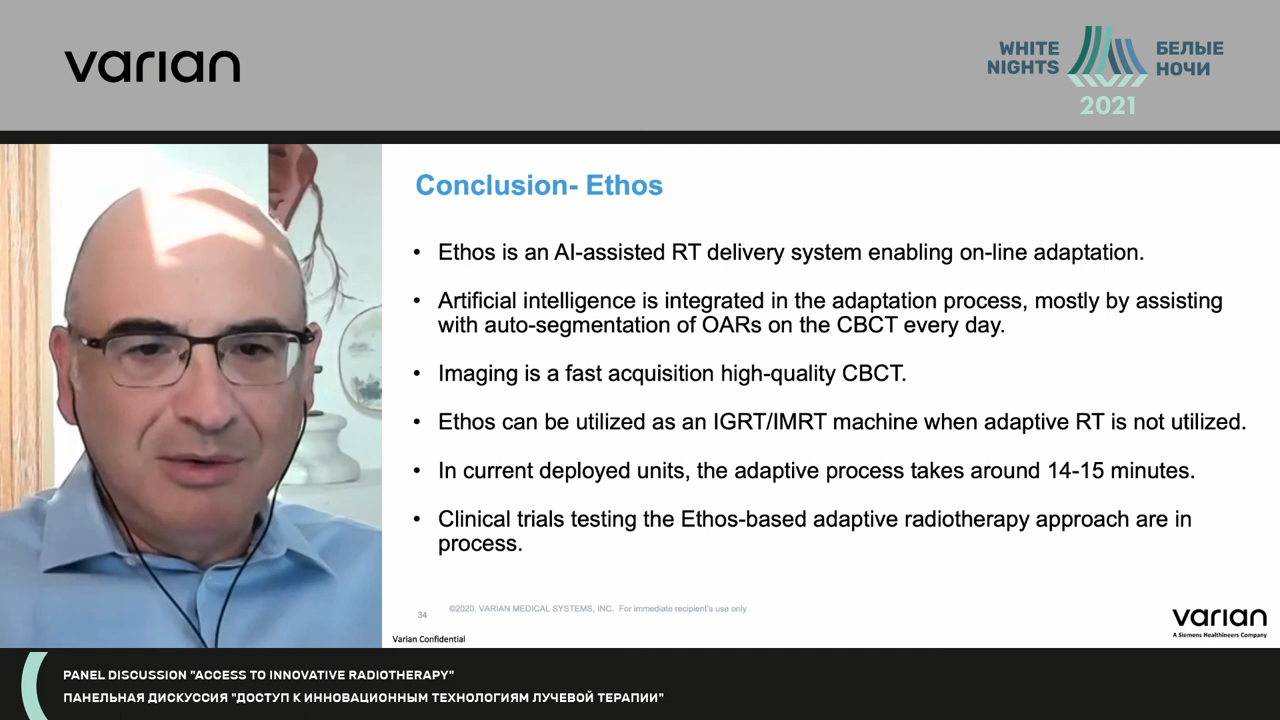 varian
WHITE
NIGHTS
БЕЛЫЕ
НОЧИ
2021
Conclusion- Ethos
• Ethos is an AI-assisted RT delivery system enabling on-line adaptation.
• Artificial intelligence is integrated in the adaptation process, mostly by assisting
with auto-segmentation of OARs on the CBCT every day.
• Imaging is a fast acquisition high-quality CBCT.
• Ethos can be utilized as an IGRT/IMRT machine when adaptive RT is not utilized.
• In current deployed units, the adaptive process takes around 14-15 minutes.
• Clinical trials testing the Ethos-based adaptive radiotherapy approach are in
process.
34
©2020. VARIAN MEDICAL SYSTEMS, INC. For immediate recipient's use only
Varian Confidential
varian
A Siemens Healthineers Company
PANEL DISCUSSION "ACCESS TO INNOVATIVE RADIOTHERAPY"
ПАНЕЛЬНАЯ ДИСКУССИЯ "ДОСТУП К ИННОВАЦИОННЫМ ТЕХНОЛОГИЯМ ЛУЧЕВОЙ ТЕРАПИИ"